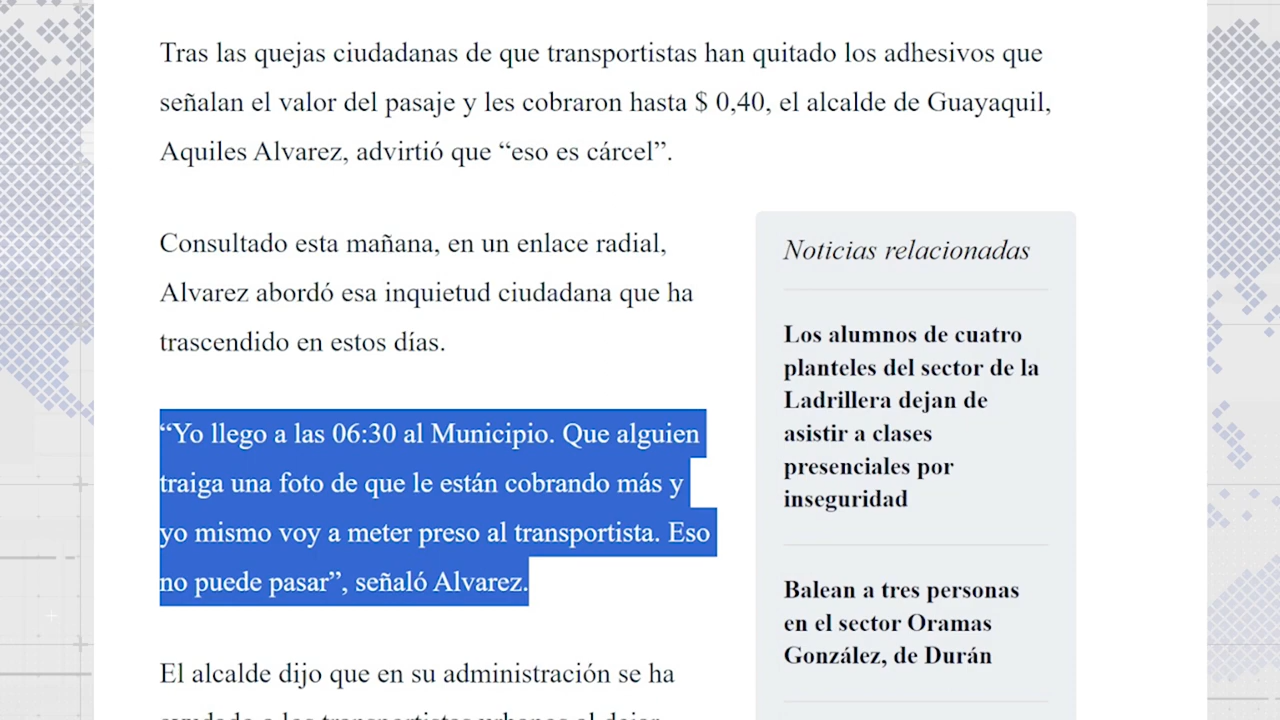 Tras las quejas ciudadanas de que transportistas han quitado los adhesivos que
señalan el valor del pasaje y les cobraron hasta $ 0,40, el alcalde de Guayaquil,
Aquiles Alvarez, advirtió que “eso es cárcel”.
Consultado esta mañana, en un enlace radial,
Alvarez abordó esa inquietud ciudadana que ha
trascendido en estos días.
“Yo llego a las 06:30 al Municipio. Que alguien
traiga una foto de que le están cobrando más y
yo mismo voy a meter preso al transportista. Eso
no puede pasar”, señaló Alvarez.
El alcalde dijo que en su administración se ha
Noticias relacionadas
Los alumnos de cuatro
planteles del sector de la
Ladrillera dejan de
asistir a clases
presenciales por
inseguridad
Balean a tres personas
en el sector Oramas
González, de Durán